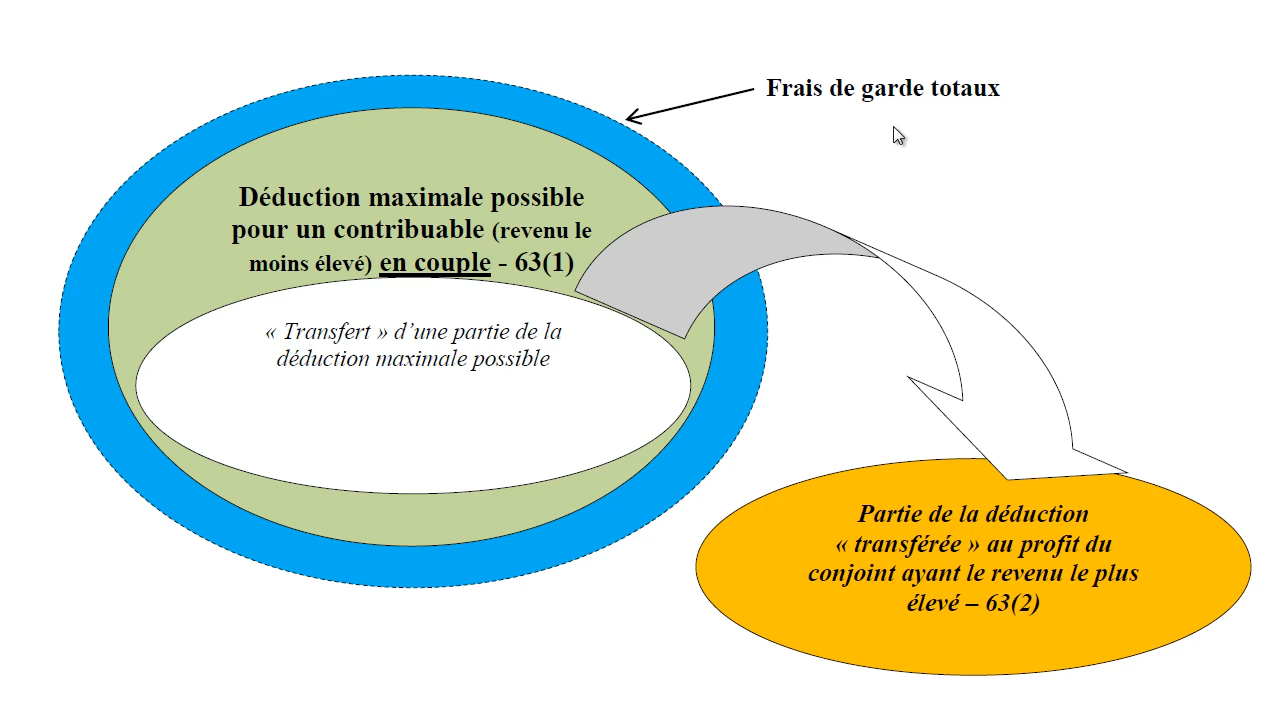 Frais de garde totaux
Déduction maximale possible
pour un contribuable (revenu le
moins élevé) en couple - 63(1)
« Transfert » d’une partie de la
déduction maximale possible
Partie de la déduction
« transférée » au profit du
conjoint ayant le revenu le plus
élevé – 63(2)